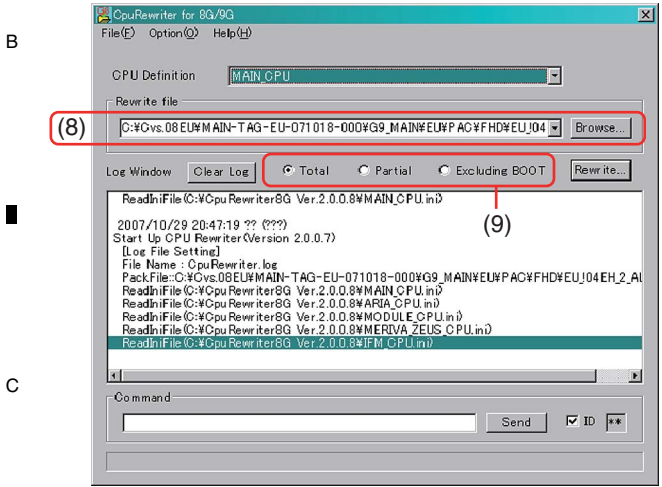 CpuRewriter for 8G/9G
File(F) Option(O) Help(H)
B
CPU Definition MAIN_CPU
Rewrite file
(8) C:¥Cvs.08EU¥MAIN-TAG-EU-071018-000¥G9_MAIN¥EU¥PAC¥FHD¥EU_!04 Browse...
Log Window Clear Log Total Partial Excluding BOOT Rewrite...
(9)
ReadIniFile(C:¥CpuRewriter8G Ver.2.0.0.8¥MAIN_CPU.ini)
2007/10/29 20:47:19 ?? (???)
Start Up CPU Rewriter(Version 2.0.0.7)
[Log File Setting]
File Name : CpuRewriter.log
PackFile::C:¥Cvs.08EU¥MAIN-TAG-EU-071018-000¥G9_MAIN¥EU¥PAC¥FHD¥EU_!04EH_2_AL
ReadIniFile(C:¥CpuRewriter8G Ver.2.0.0.8¥MAIN_CPU.ini)
ReadIniFile(C:¥CpuRewriter8G Ver.2.0.0.8¥ARIA_CPU.ini)
ReadIniFile(C:¥CpuRewriter8G Ver.2.0.0.8¥MODULE_CPU.ini)
ReadIniFile(C:¥CpuRewriter8G Ver.2.0.0.8¥MERIVA_ZEUS_CPU.ini)
ReadIniFile(C:¥CpuRewriter8G Ver.2.0.0.8¥IFM_CPU.ini)
C
Command
Send ID **